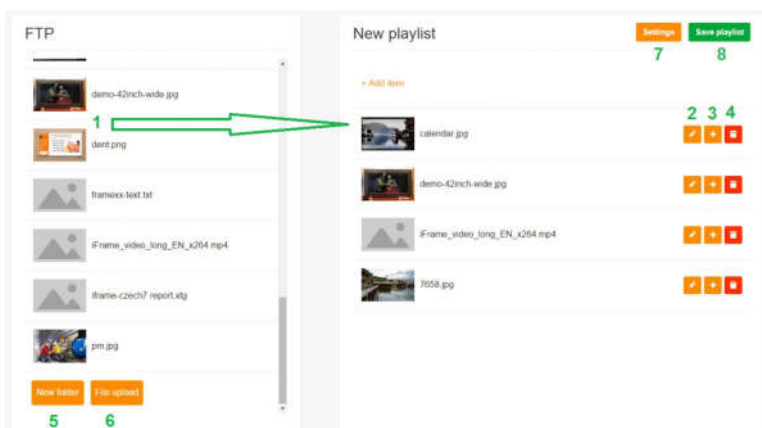 FTP
demo-42inch-wide.jpg
1
dent.png
framexx-text.txt
iFrame_video_long_EN_x264.mp4
iframe-czech7 report.xlg
pm.jpg
New folder
File upload
5
6
New playlist
Settings
Save playlist
7
8
+ Add item
2 3 4
calendar.jpg
demo-42inch-wide.jpg
iFrame_video_long_EN_x264.mp4
7658.jpg